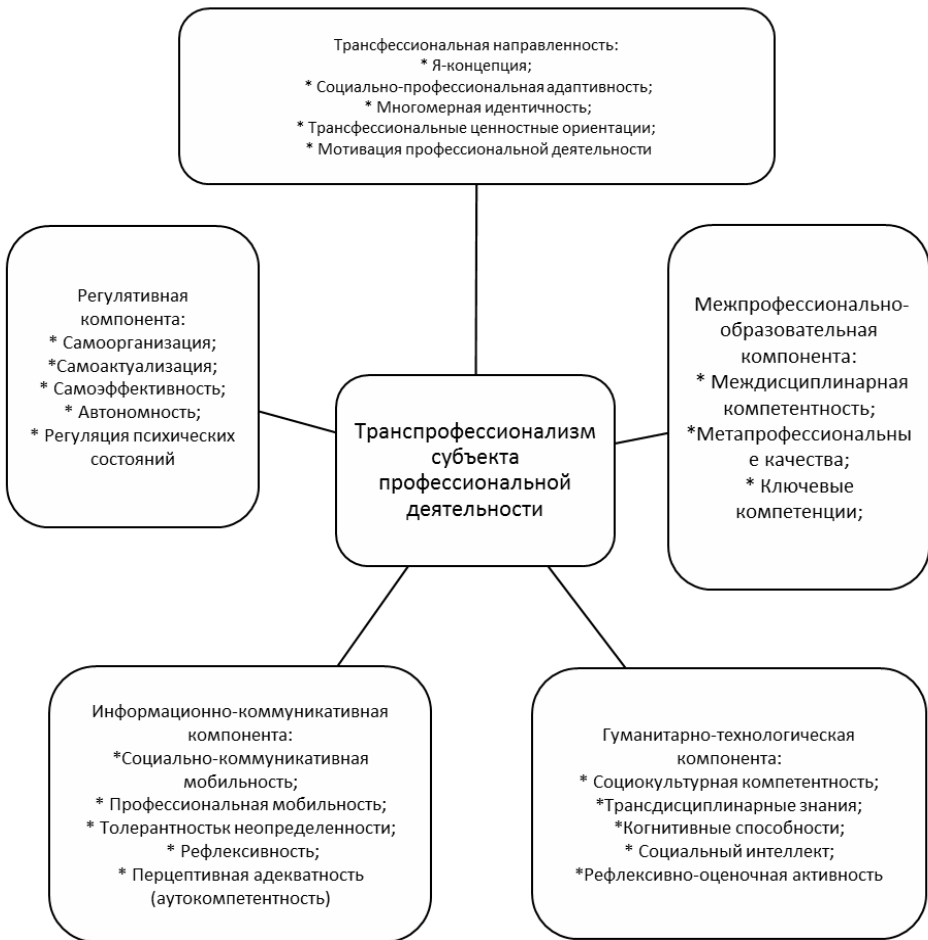 Трансфессиональная направленность:
* Я-концепция;
* Социально-профессиональная адаптивность;
* Многомерная идентичность;
* Трансфессиональные ценностные ориентации;
* Мотивация профессиональной деятельности
Регулятивная
компонента:
* Самоорганизация;
*Самоактуализация;
* Самоэффективность;
* Автономность;
* Регуляция психических
состояний
Межпрофессионально-
образовательная
компонента:
* Междисциплинарная
компетентность;
*Метапрофессиональны
е качества;
* Ключевые
компетенции;
Транспрофессионализм
субъекта
профессиональной
деятельности
Информационно-коммуникативная
компонента:
*Социально-коммуникативная
мобильность;
* Профессиональная мобильность;
* Толерантностьк неопределенности;
* Рефлексивность;
* Перцептивная адекватность
(аутокомпетентность)
Гуманитарно-технологическая
компонента:
* Социокультурная компетентность;
*Трансдисциплинарные знания;
*Когнитивные способности;
* Социальный интеллект;
*Рефлексивно-оценочная активность